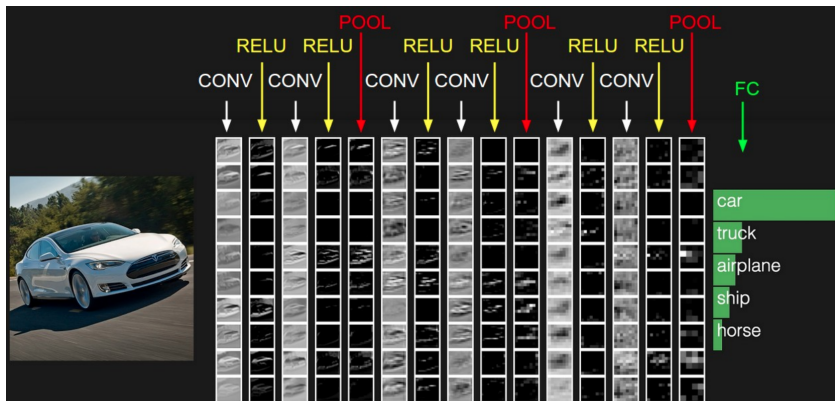 POOL POOL POOL
RELU RELU RELU RELU RELU RELU
CONV CONV CONV CONV CONV CONV
FC
car
truck
airplane
ship
horse